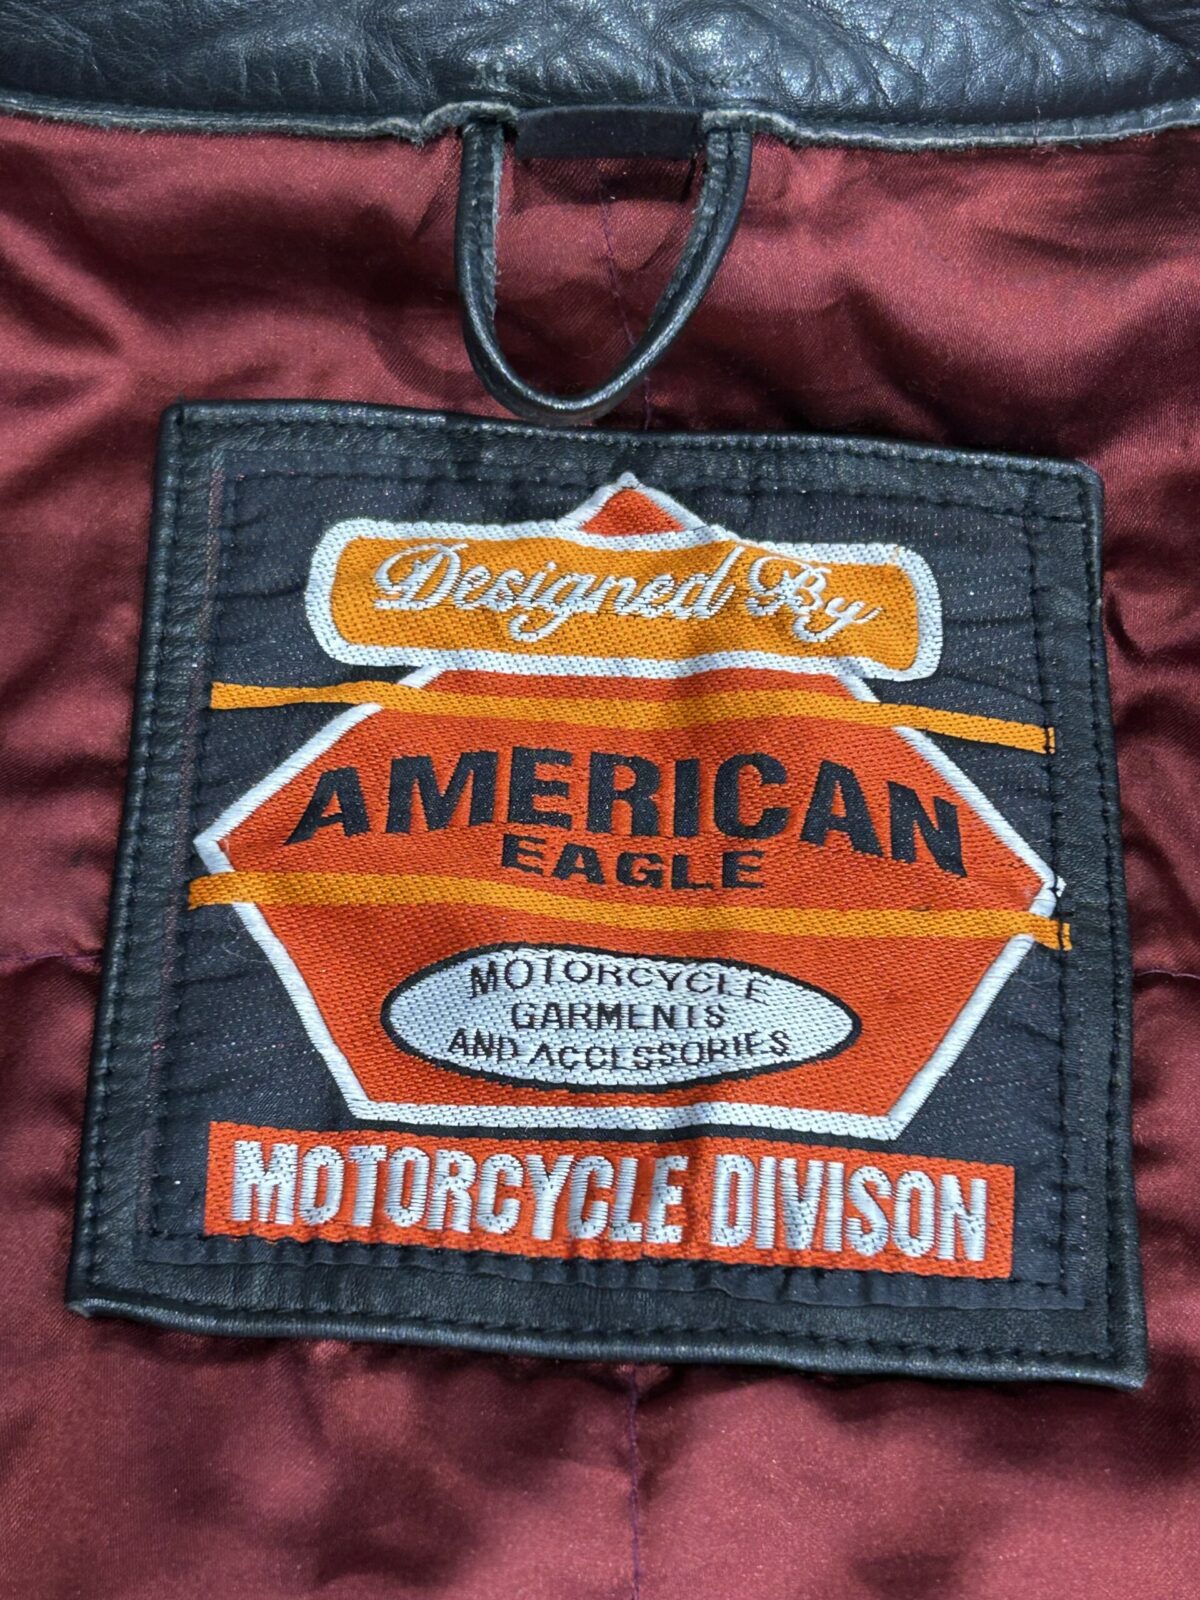 Designed By
AMERICAN
EAGLE
MOTORCYCLE
GARMENTS
AND ACCESSORIES
MOTORCYCLE DIVISON